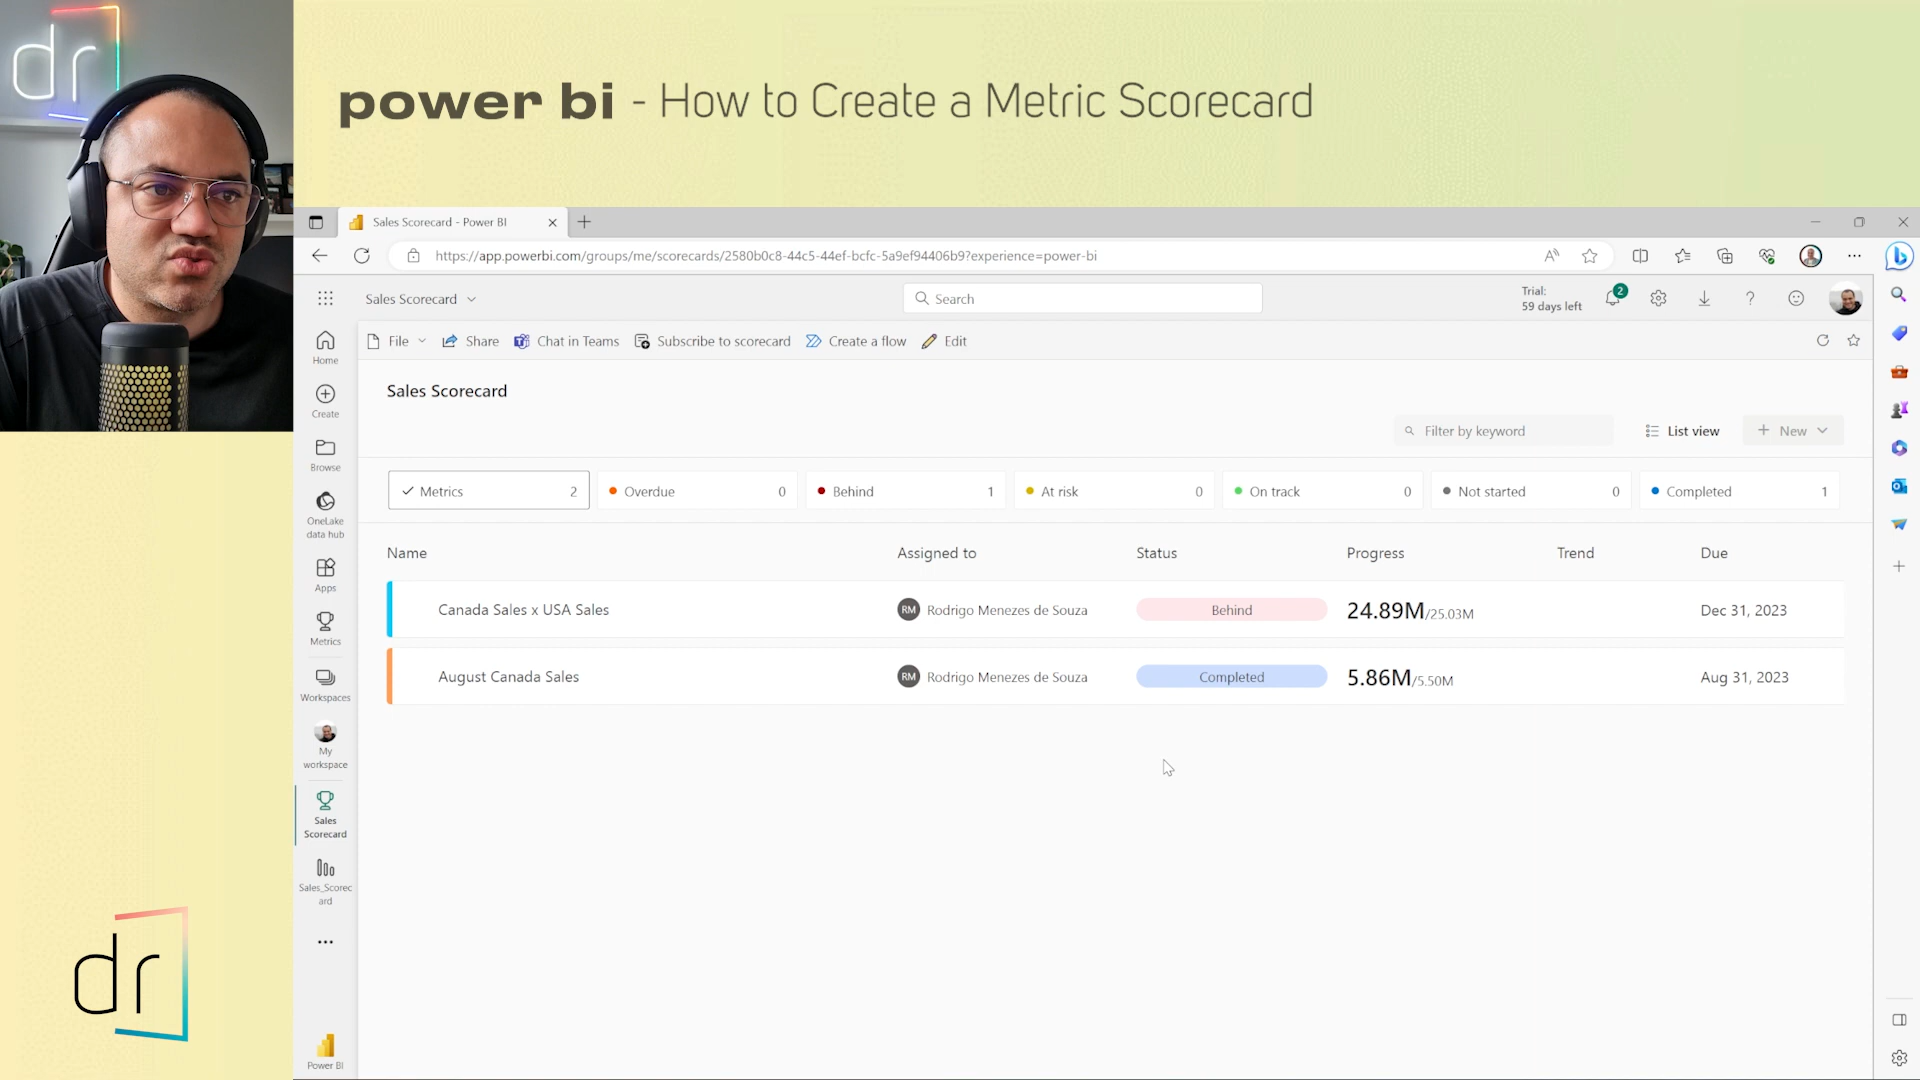 dr
power bi - How to Create a Metric Scorecard
Sales Scorecard - Power BI
https://app.powerbi.com/groups/me/scorecards/2580b0c8-44c5-44ef-bcfc-5a9ef94406b9?experience=power-bi
Sales Scorecard
Search
Trial:
59 days left
2
File
Share
Chat in Teams
Subscribe to scorecard
Create a flow
Edit
Home
Create
Browse
OneLake
data hub
Apps
Metrics
Workspaces
My
workspace
Sales
Scorecard
Sales_Scorec
ard
Power BI
Sales Scorecard
Filter by keyword
List view
New
Metrics 2
Overdue 0
Behind 1
At risk 0
On track 0
Not started 0
Completed 1
Name Assigned to Status Progress Trend Due
Canada Sales x USA Sales RM Rodrigo Menezes de Souza Behind 24.89M/25.03M Dec 31, 2023
August Canada Sales RM Rodrigo Menezes de Souza Completed 5.86M/5.50M Aug 31, 2023
dr